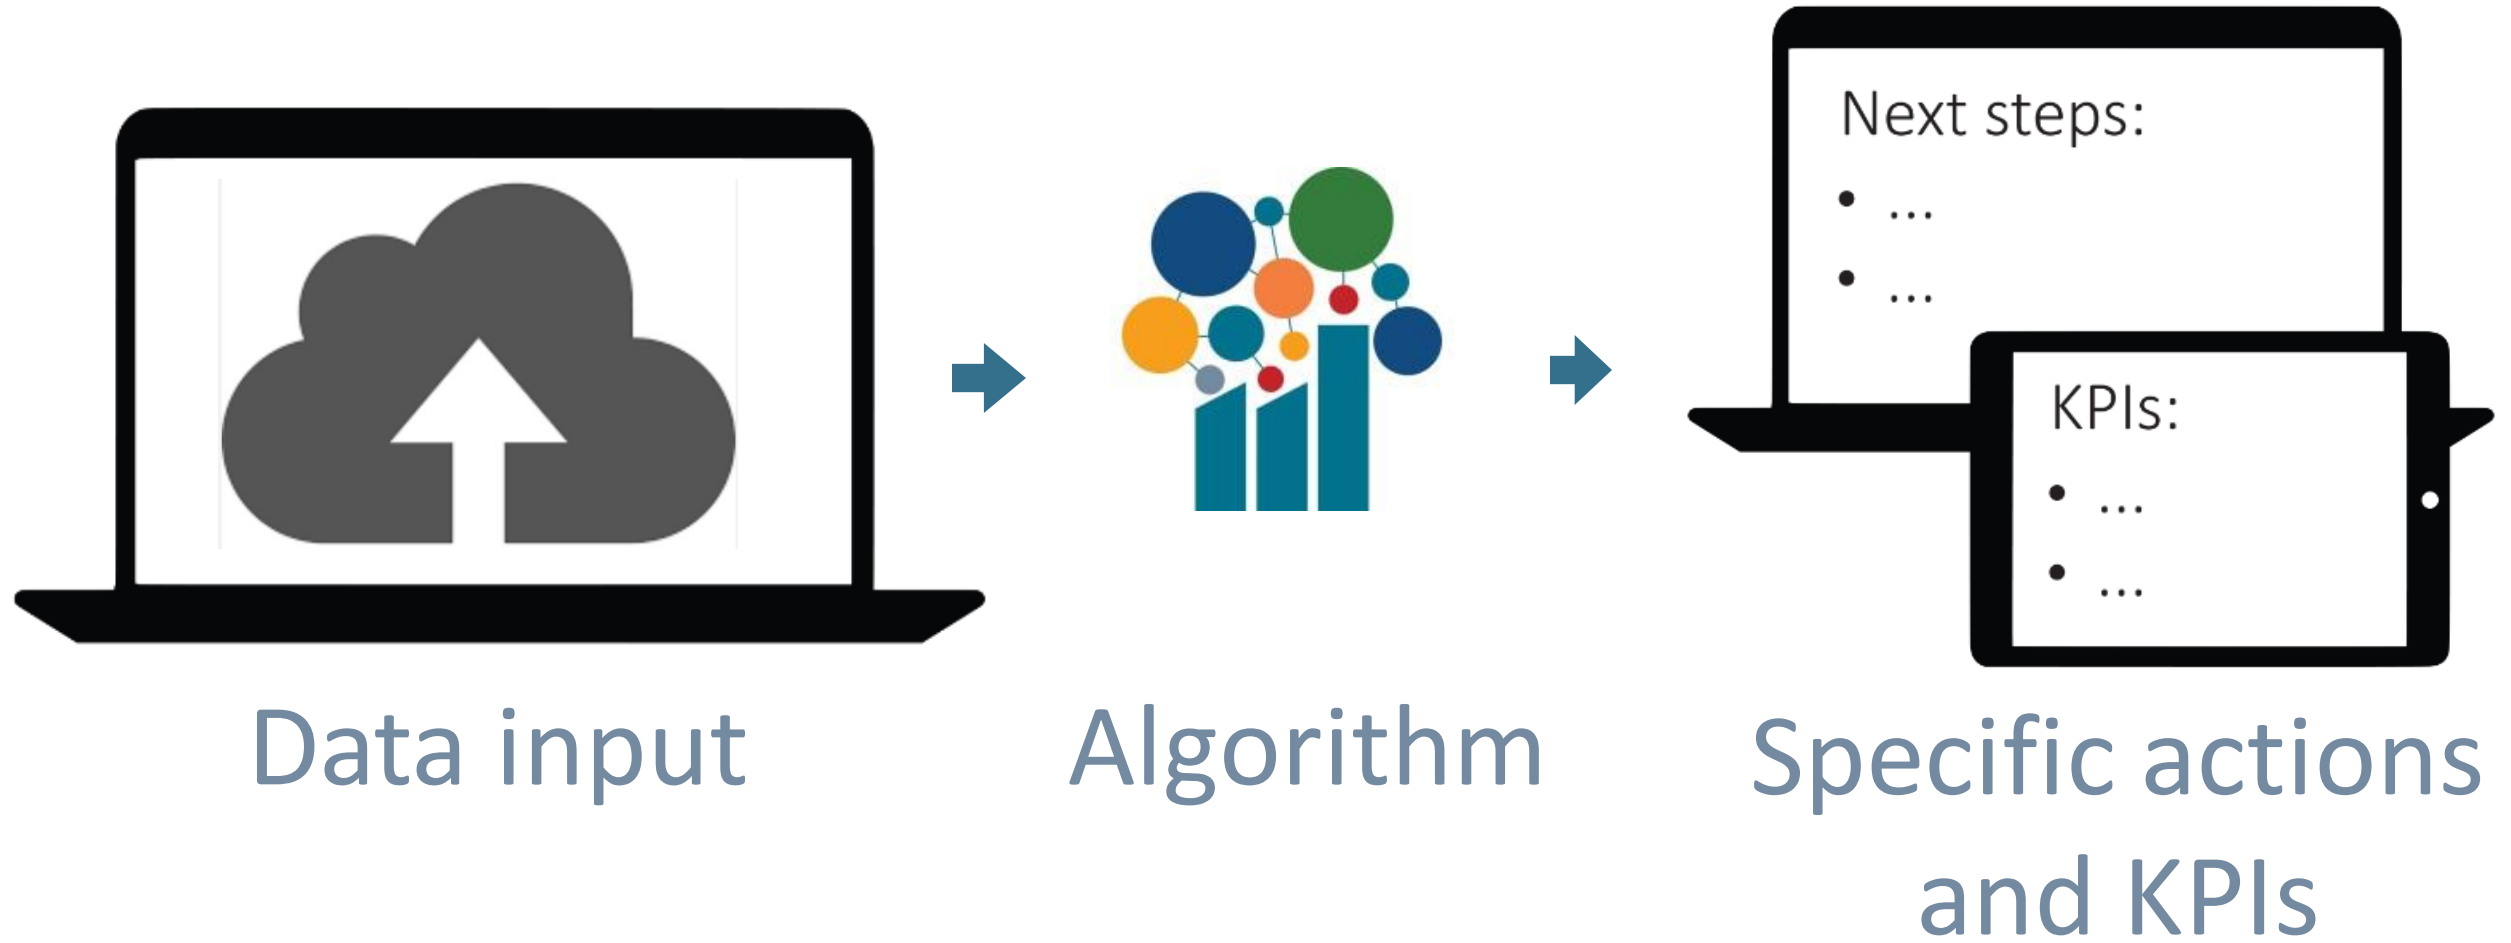 Next steps:
• ...
• ...
KPIs:
• ...
• ...
Data input
Algorithm
Specific actions
and KPIs